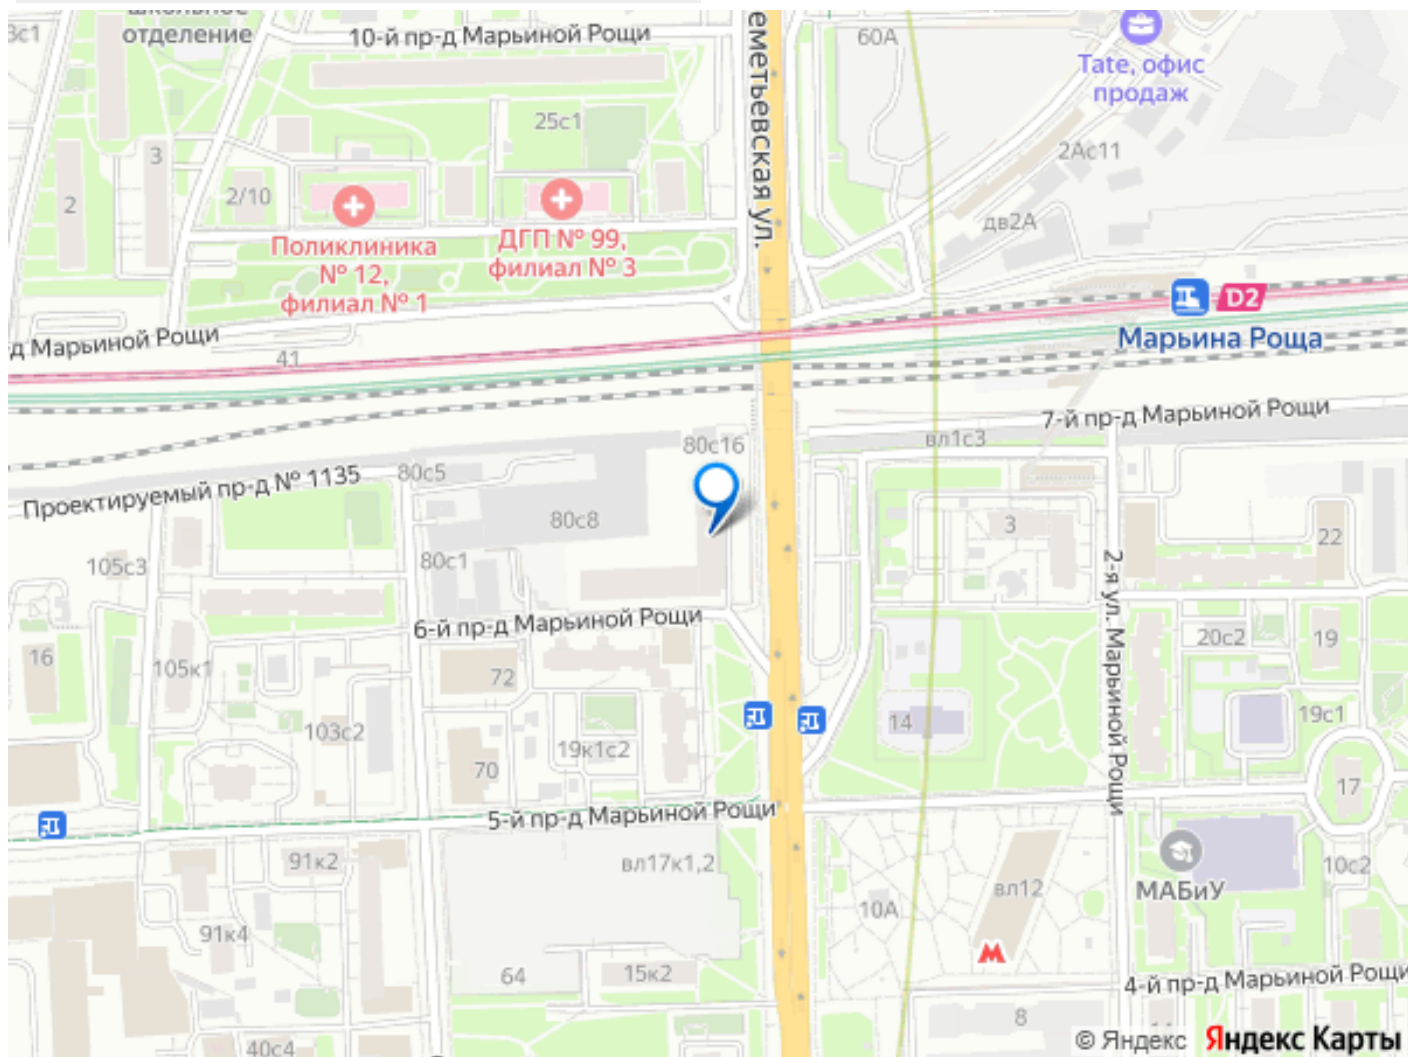 3с1
школьное
отделение
10-й пр-д Марьиной Рощи
еметьевская ул.
60А
Tate, офис
продаж
25с1
3
2
2/10
2Ас11
дв2А
Поликлиника
№ 12,
филиал № 1
ДГП № 99,
филиал № 3
D2
Марьина Роща
д Марьиной Рощи
41
7-й пр-д Марьиной Рощи
вл1с3
80с16
80с5
Проектируемый пр-д № 1135
80с8
3
22
80с1
105с3
2-я ул. Марьиной Рощи
6-й пр-д Марьиной Рощи
20с2
19
16
105к1
72
19с1
14
103с2
19к1с2
70
17
5-й пр-д Марьиной Рощи
91к2
вл17к1,2
вл12
МАБиУ
10с2
10А
91к4
64
15к2
4-й пр-д Марьиной Рощи
8
40с4
© Яндекс Яндекс Карты